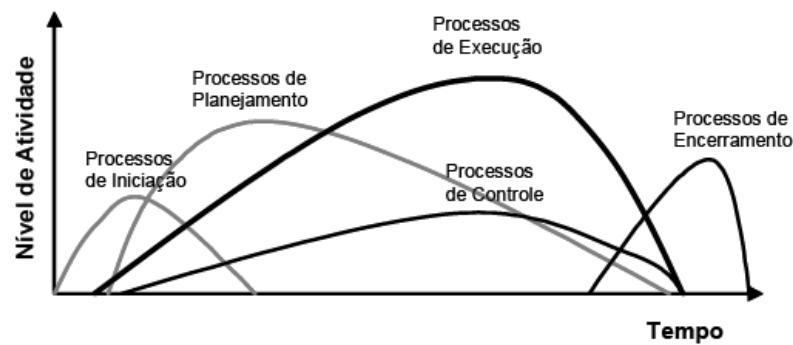 Processos
de Execução
Processos de
Planejamento
Processos de
Encerramento
Processos
de Iniciação
Processos
de Controle
Nível de Atividade
Tempo